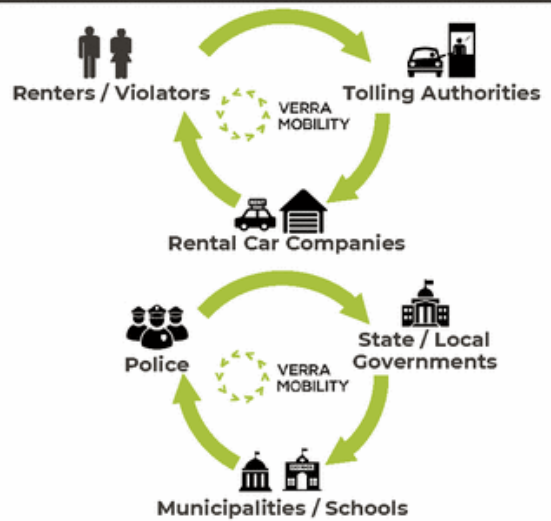 Renters / Violators
Tolling Authorities
VERRA
MOBILITY
Rental Car Companies
Police
State / Local
Governments
VERRA
MOBILITY
Municipalities / Schools